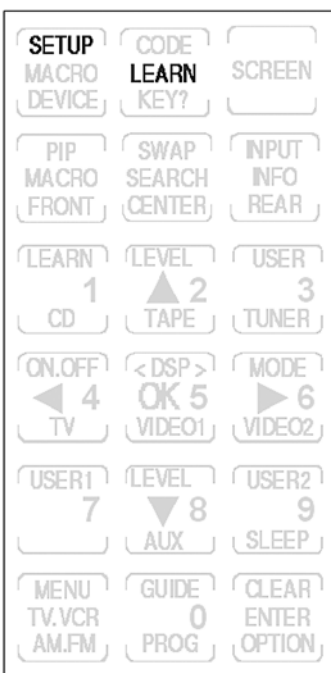 SETUP CODE
MACRO LEARN SCREEN
DEVICE KEY?
PIP SWAP INPUT
MACRO SEARCH INFO
FRONT CENTER REAR
LEARN LEVEL USER
1 ▲ 2 3
CD TAPE TUNER
ON.OFF < DSP > MODE
◀ 4 OK 5 ▶ 6
TV VIDEO1 VIDEO2
USER1 LEVEL USER2
7 ▼ 8 9
AUX SLEEP
MENU GUIDE CLEAR
TV.VCR 0 ENTER
AM.FM PROG OPTION